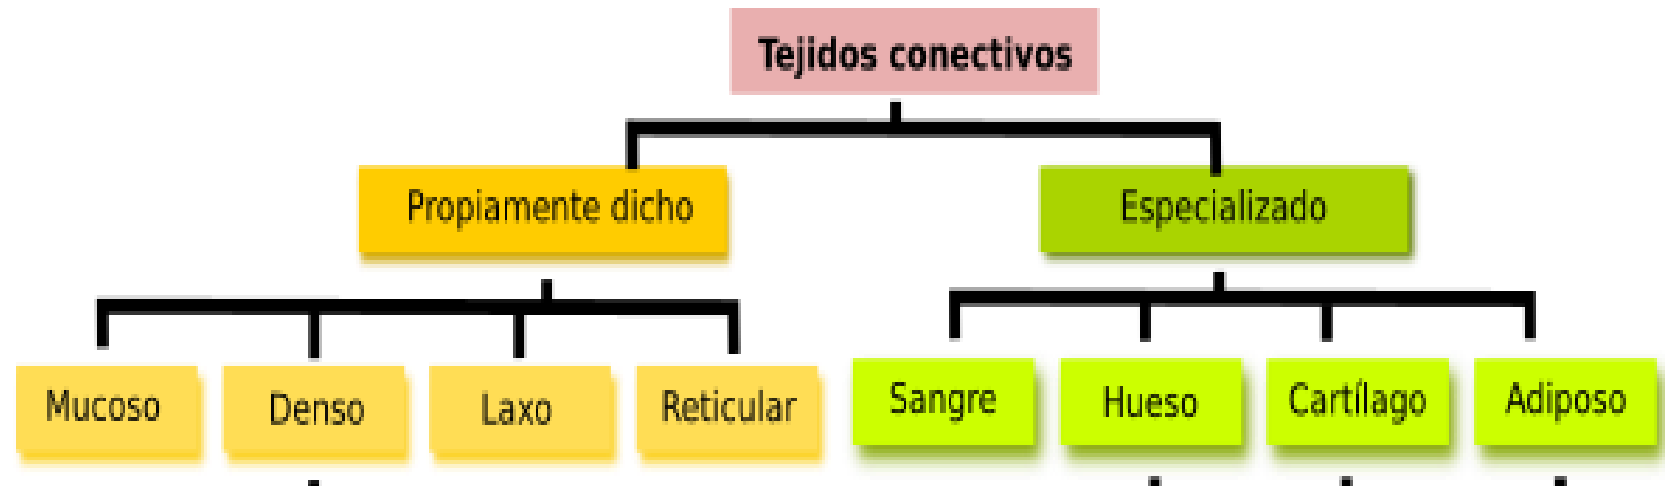 Tejidos conectivos
Propiamente dicho
Especializado
Mucoso
Denso
Laxo
Reticular
Sangre
Hueso
Cartílago
Adiposo